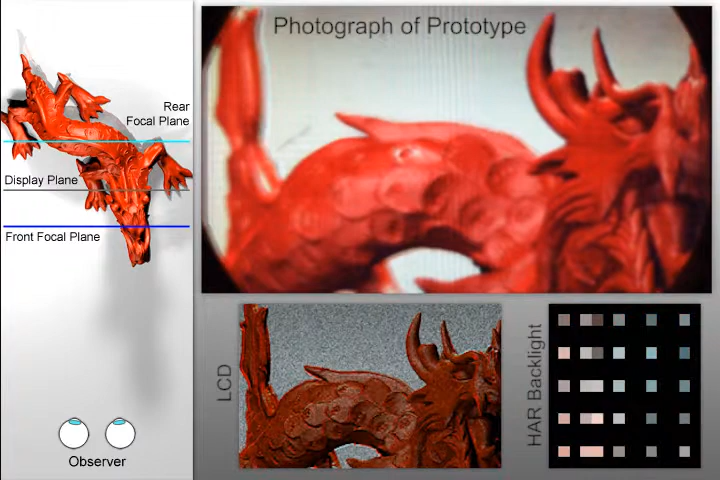 Photograph of Prototype
Rear
Focal Plane
Display Plane
Front Focal Plane
LCD
HAR Backlight
Observer